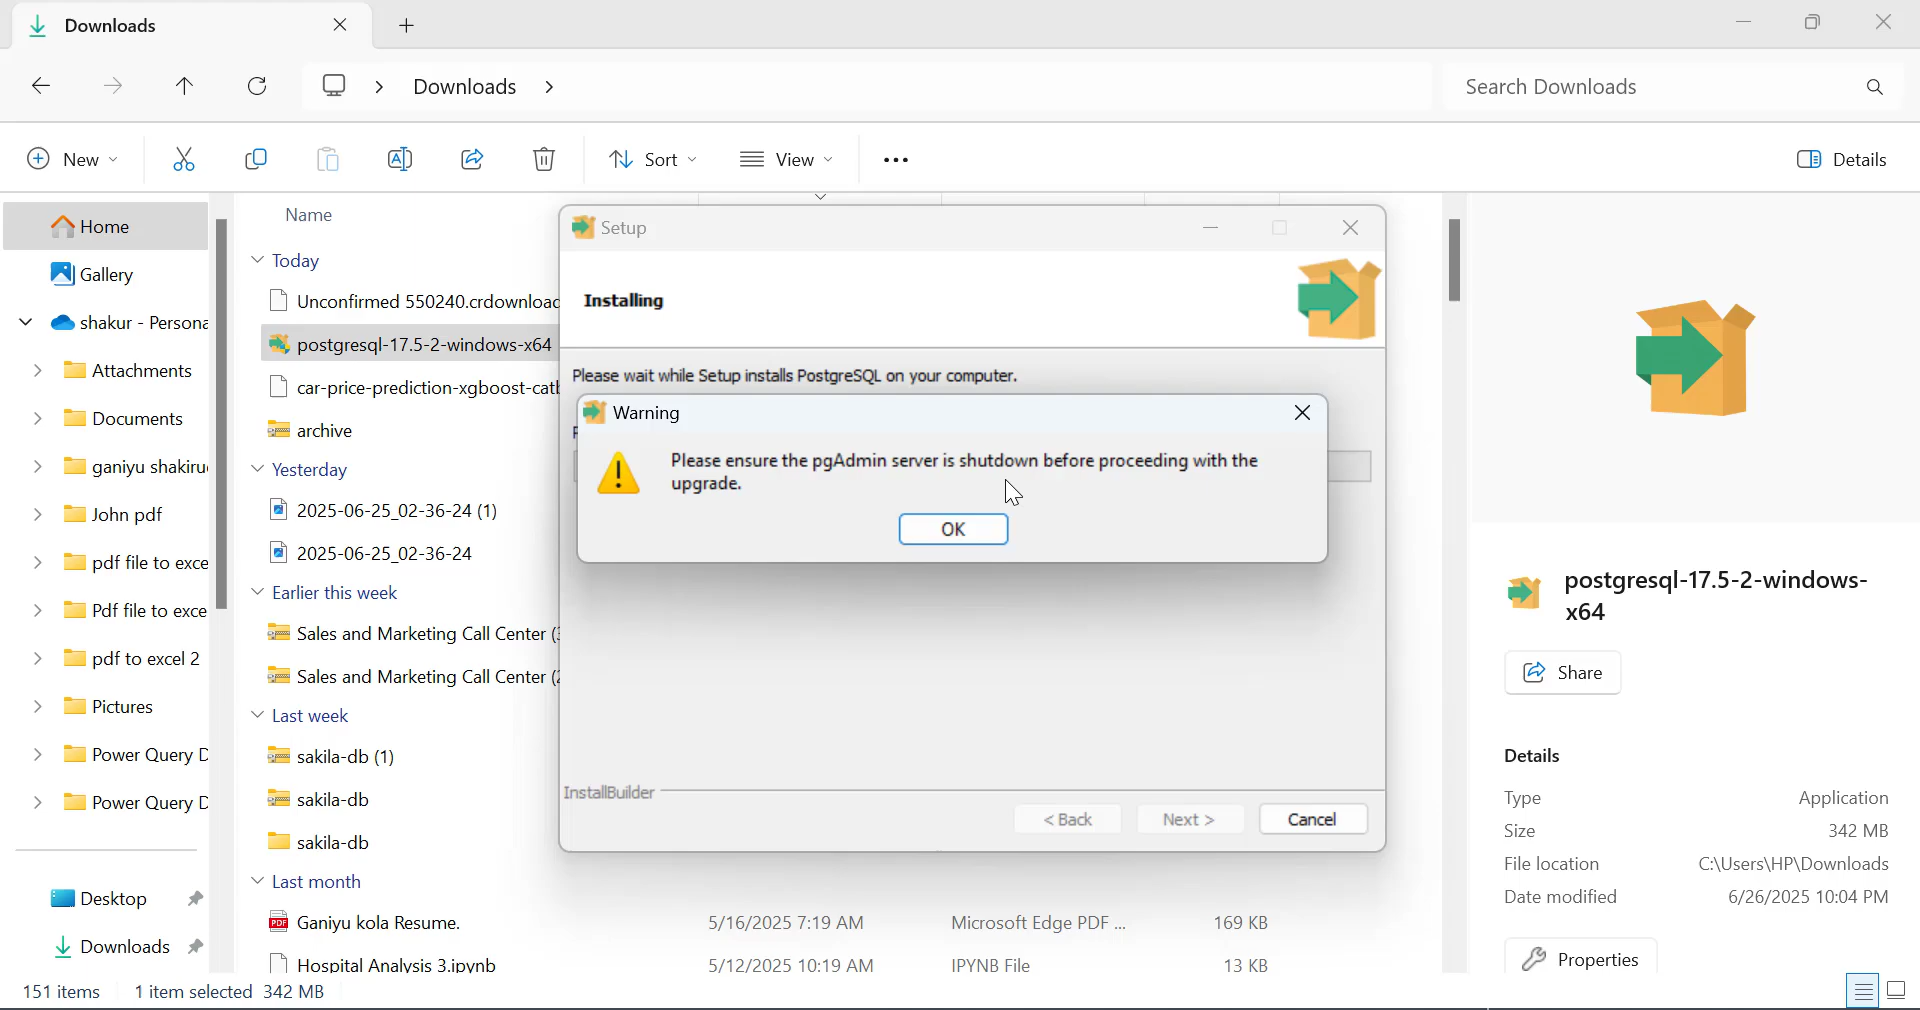 Downloads
Downloads
Search Downloads
New
Sort
View
Details
Home
Gallery
shakur - Persona
Attachments
Documents
ganiyu shakiru
John pdf
pdf file to exce
Pdf file to exce
pdf to excel 2
Pictures
Power Query D
Power Query D
Desktop
Downloads
Name
Today
Unconfirmed 550240.crdownload
postgresql-17.5-2-windows-x64
car-price-prediction-xgboost-catb
archive
Yesterday
2025-06-25_02-36-24 (1)
2025-06-25_02-36-24
Earlier this week
Sales and Marketing Call Center (3
Sales and Marketing Call Center (2
Last week
sakila-db (1)
sakila-db
sakila-db
Last month
Ganiyu kola Resume. 5/16/2025 7:19 AM Microsoft Edge PDF ... 169 KB
Hospital Analysis 3.ipynb 5/12/2025 10:19 AM IPYNB File 13 KB
Setup
Installing
Please wait while Setup installs PostgreSQL on your computer.
Warning
Please ensure the pgAdmin server is shutdown before proceeding with the
upgrade.
OK
InstallBuilder
< Back
Next >
Cancel
postgresql-17.5-2-windows-
x64
Share
Details
Type Application
Size 342 MB
File location C:\Users\HP\Downloads
Date modified 6/26/2025 10:04 PM
Properties
151 items 1 item selected 342 MB